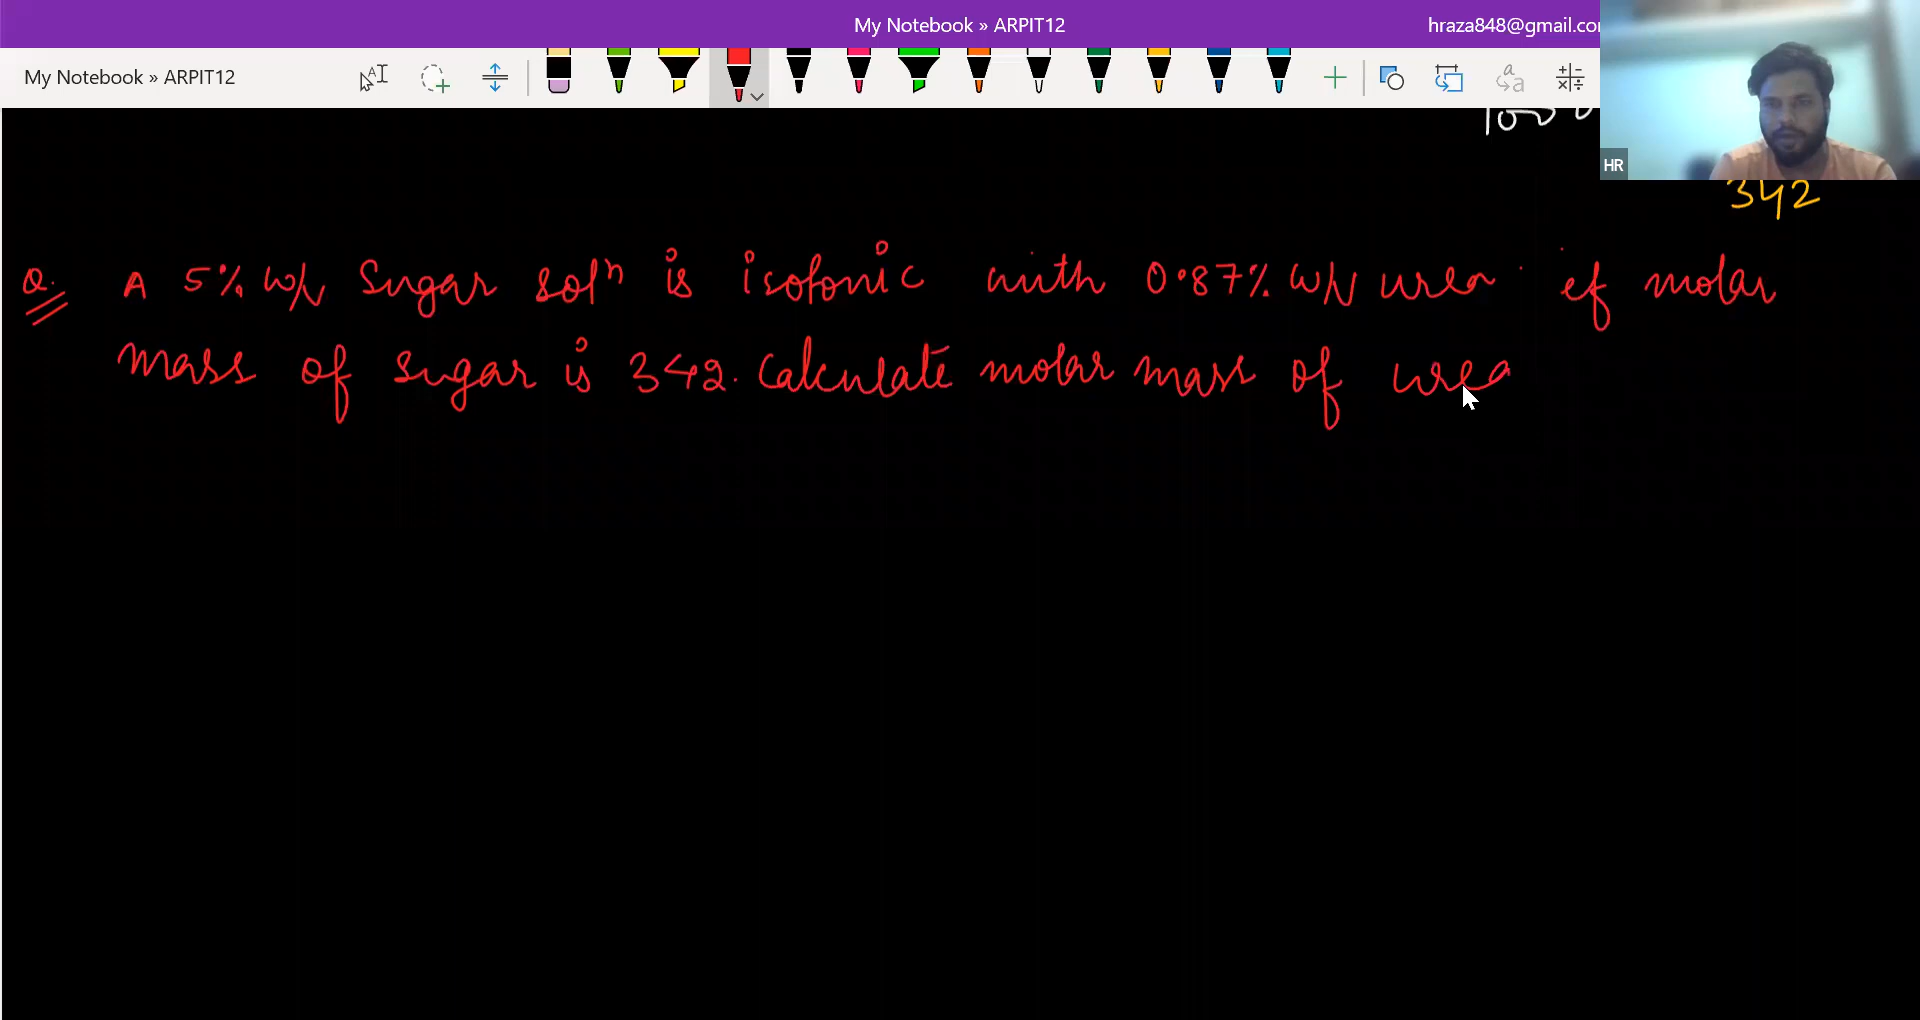 My Notebook » ARPIT12
hraza848@gmail.co
My Notebook » ARPIT12
HR
342
Q. A 5% W/V Sugar solⁿ is isotonic with 0.87% W/V urea if molar
mass of sugar is 342. Calculate molar mass of urea